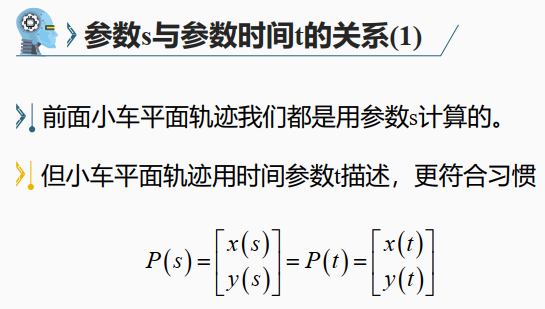 参数s与参数时间t的关系(1)
前面小车平面轨迹我们都是用参数s计算的。
但小车平面轨迹用时间参数t描述，更符合习惯
P(s)=[x(s) y(s)]=P(t)=[x(t) y(t)]